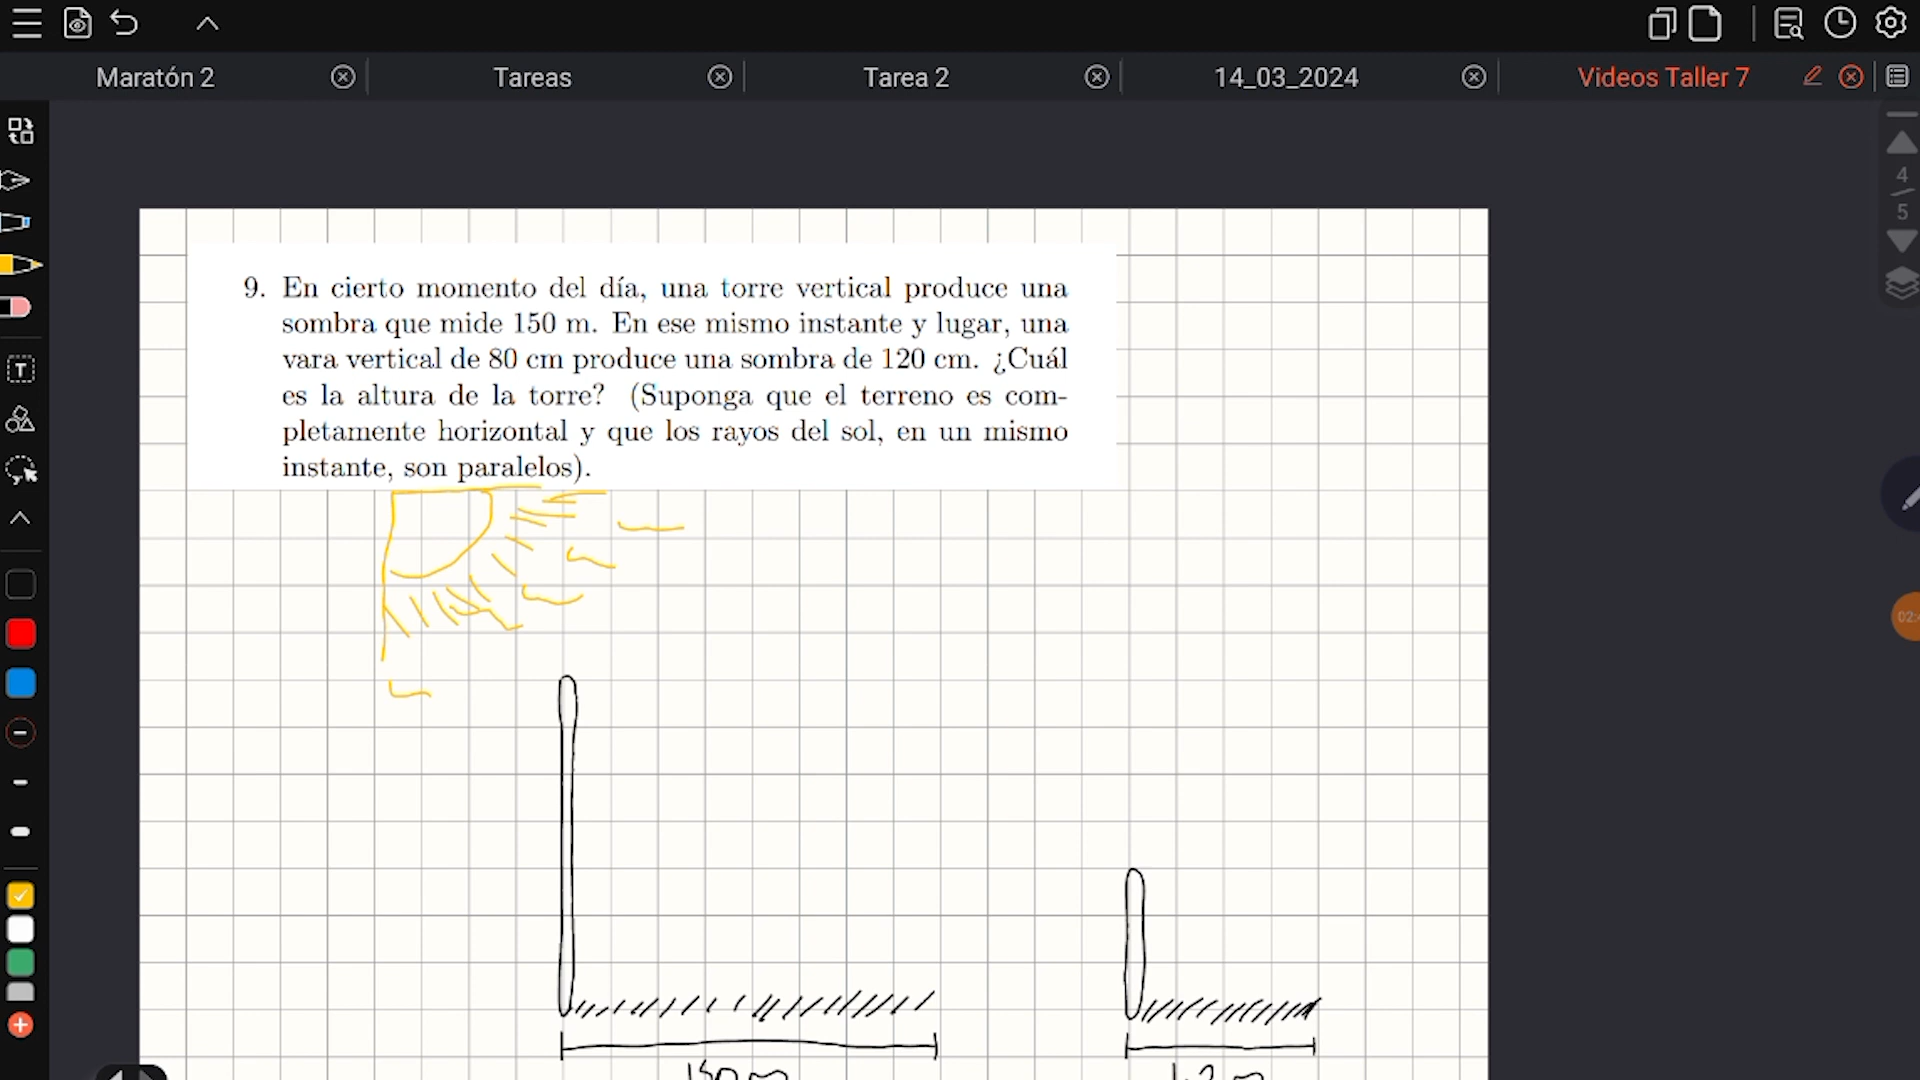 Maratón 2
Tareas
Tarea 2
14_03_2024
Videos Taller 7
4
5
9. En cierto momento del día, una torre vertical produce una
sombra que mide 150 m. En ese mismo instante y lugar, una
vara vertical de 80 cm produce una sombra de 120 cm. ¿Cuál
es la altura de la torre? (Suponga que el terreno es com-
pletamente horizontal y que los rayos del sol, en un mismo
instante, son paralelos).
T
150 m